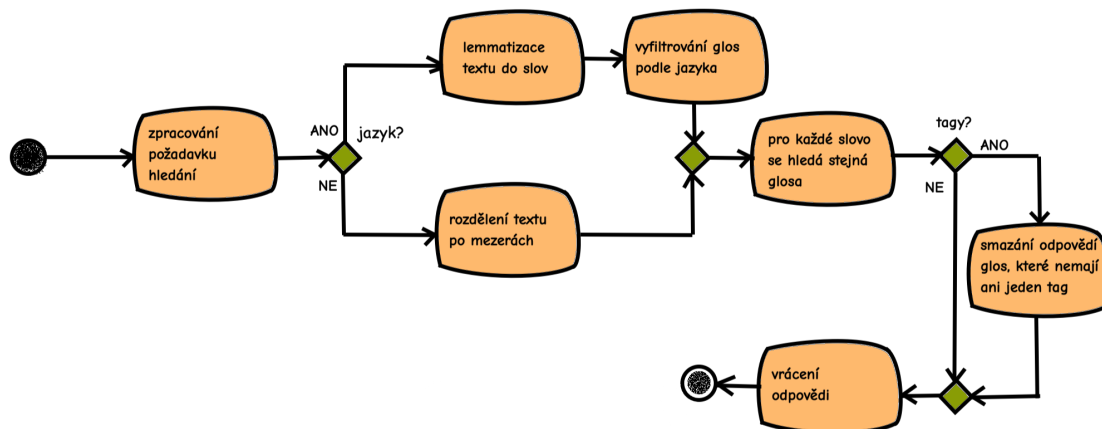 zpracování
požadavku
hledání
ANO
jazyk?
NE
lemmatizace
textu do slov
vyfiltrování glos
podle jazyka
rozdělení textu
po mezerách
pro každé slovo
se hledá stejná
glosa
tagy?
ANO
NE
smazání odpovědí
glos, které nemají
ani jeden tag
vrácení
odpovědi